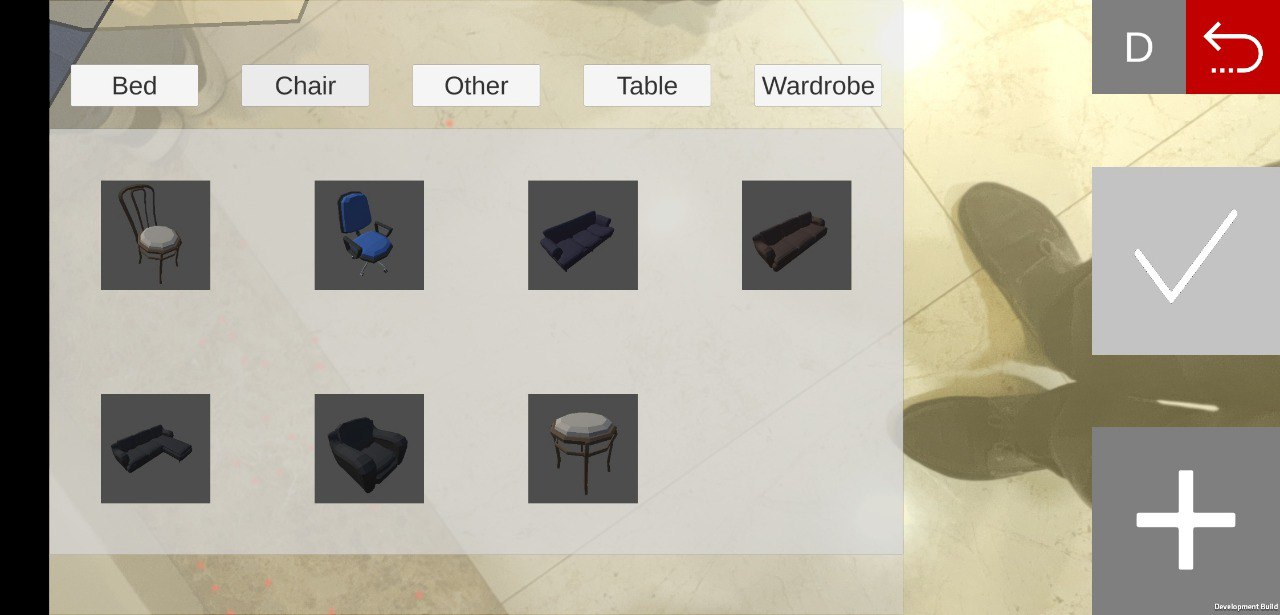 D
Bed
Chair
Other
Table
Wardrobe
Development Build